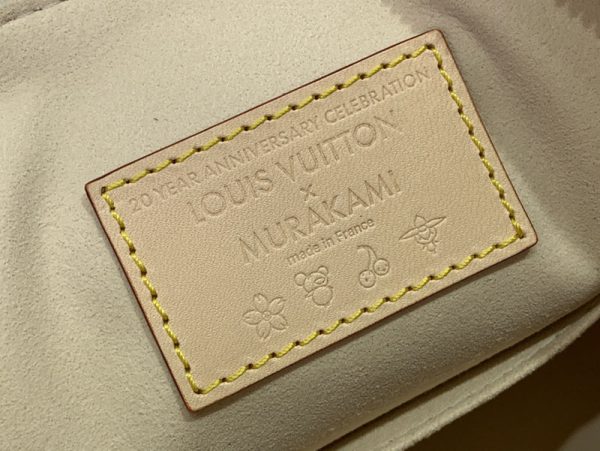 20 YEAR ANNIVERSARY CELEBRATION
LOUIS VUITTON
×
MURAKAMI
made in France